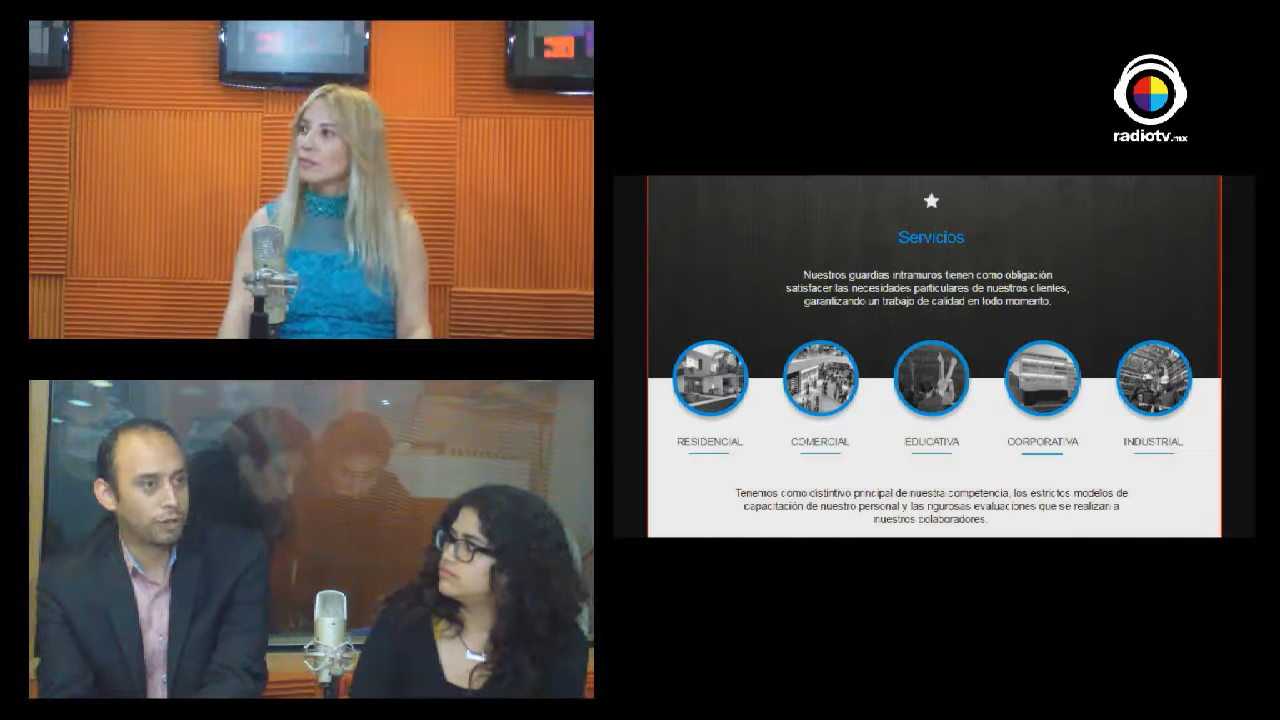 radiotv.mx
Servicios
Nuestros guardias intramuros tienen como obligación
satisfacer las necesidades particulares de nuestros clientes,
garantizando un trabajo de calidad en todo momento.
RESIDENCIAL COMERCIAL EDUCATIVA CORPORATIVA INDUSTRIAL
Tenemos como distintivo principal de nuestra competencia, los estrictos modelos de
capacitación de nuestro personal y las rigurosas evaluaciones que se realizan a
nuestros colaboradores.